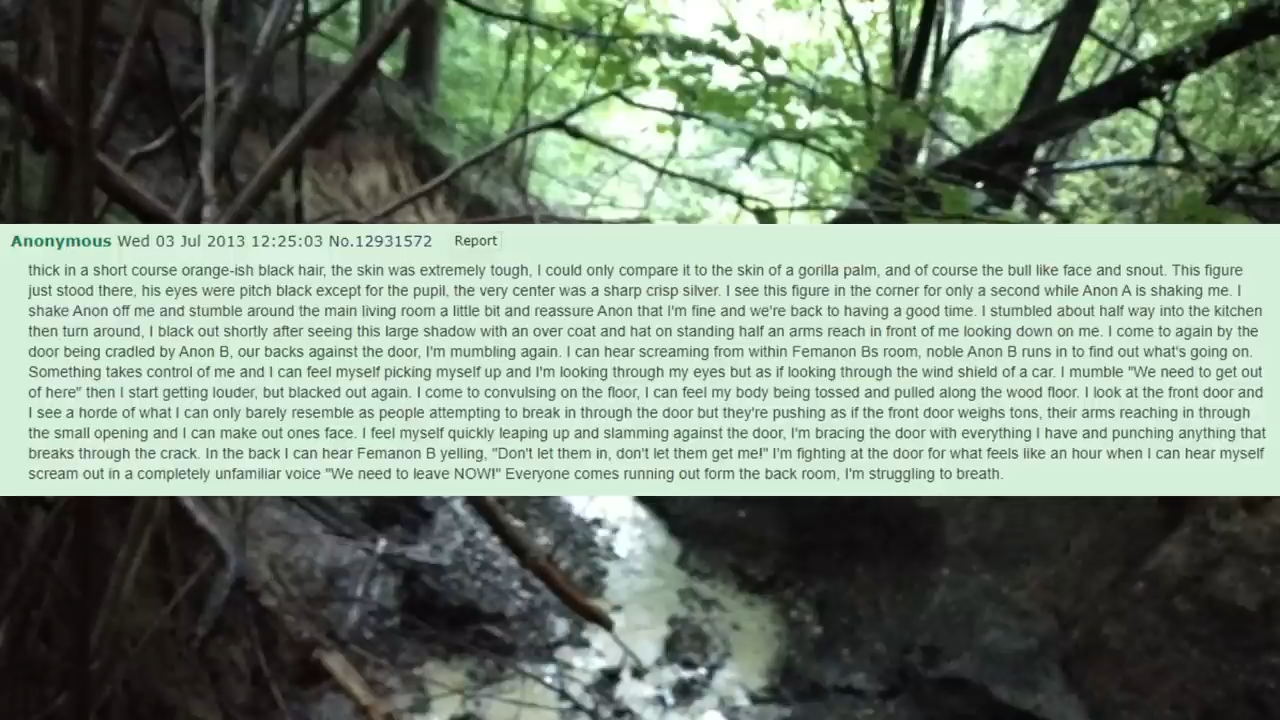 Anonymous Wed 03 Jul 2013 12:25:03 No.12931572 Report
thick in a short course orange-ish black hair, the skin was extremely tough, I could only compare it to the skin of a gorilla palm, and of course the bull like face and snout. This figure
just stood there, his eyes were pitch black except for the pupil, the very center was a sharp crisp silver. I see this figure in the corner for only a second while Anon A is shaking me. I
shake Anon off me and stumble around the main living room a little bit and reassure Anon that I'm fine and we're back to having a good time. I stumbled about half way into the kitchen
then turn around, I black out shortly after seeing this large shadow with an over coat and hat on standing half an arms reach in front of me looking down on me. I come to again by the
door being cradled by Anon B, our backs against the door, I'm mumbling again. I can hear screaming from within Femanon Bs room, noble Anon B runs in to find out what's going on.
Something takes control of me and I can feel myself picking myself up and I'm looking through my eyes but as if looking through the wind shield of a car. I mumble "We need to get out
of here" then I start getting louder, but blacked out again. I come to convulsing on the floor, I can feel my body being tossed and pulled along the wood floor. I look at the front door and
I see a horde of what I can only barely resemble as people attempting to break in through the door but they're pushing as if the front door weighs tons, their arms reaching in through
the small opening and I can make out ones face. I feel myself quickly leaping up and slamming against the door, I'm bracing the door with everything I have and punching anything that
breaks through the crack. In the back I can hear Femanon B yelling, "Don't let them in, don't let them get me!" I'm fighting at the door for what feels like an hour when I can hear myself
scream out in a completely unfamiliar voice "We need to leave NOW!" Everyone comes running out form the back room, I'm struggling to breath.